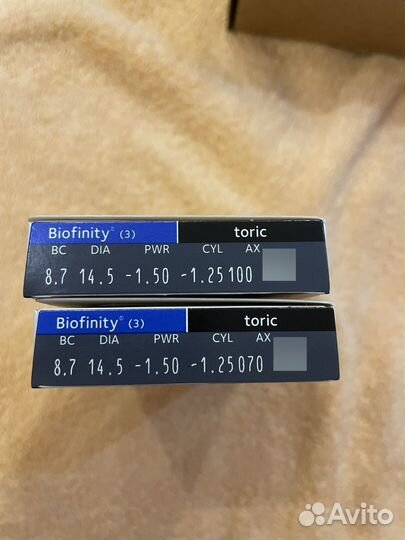 Biofinity® (3) toric
BC DIA PWR CYL AX
8.7 14.5 -1.50 -1.25 100
Biofinity® (3) toric
BC DIA PWR CYL AX
8.7 14.5 -1.50 -1.25 070
Avito